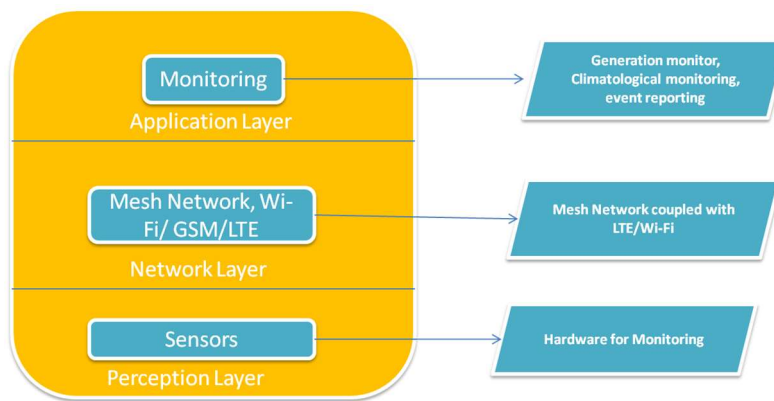 Monitoring
Application Layer
Generation monitor,
Climatological monitoring,
event reporting
Mesh Network, Wi-
Fi/ GSM/LTE
Network Layer
Mesh Network coupled with
LTE/Wi-Fi
Sensors
Perception Layer
Hardware for Monitoring